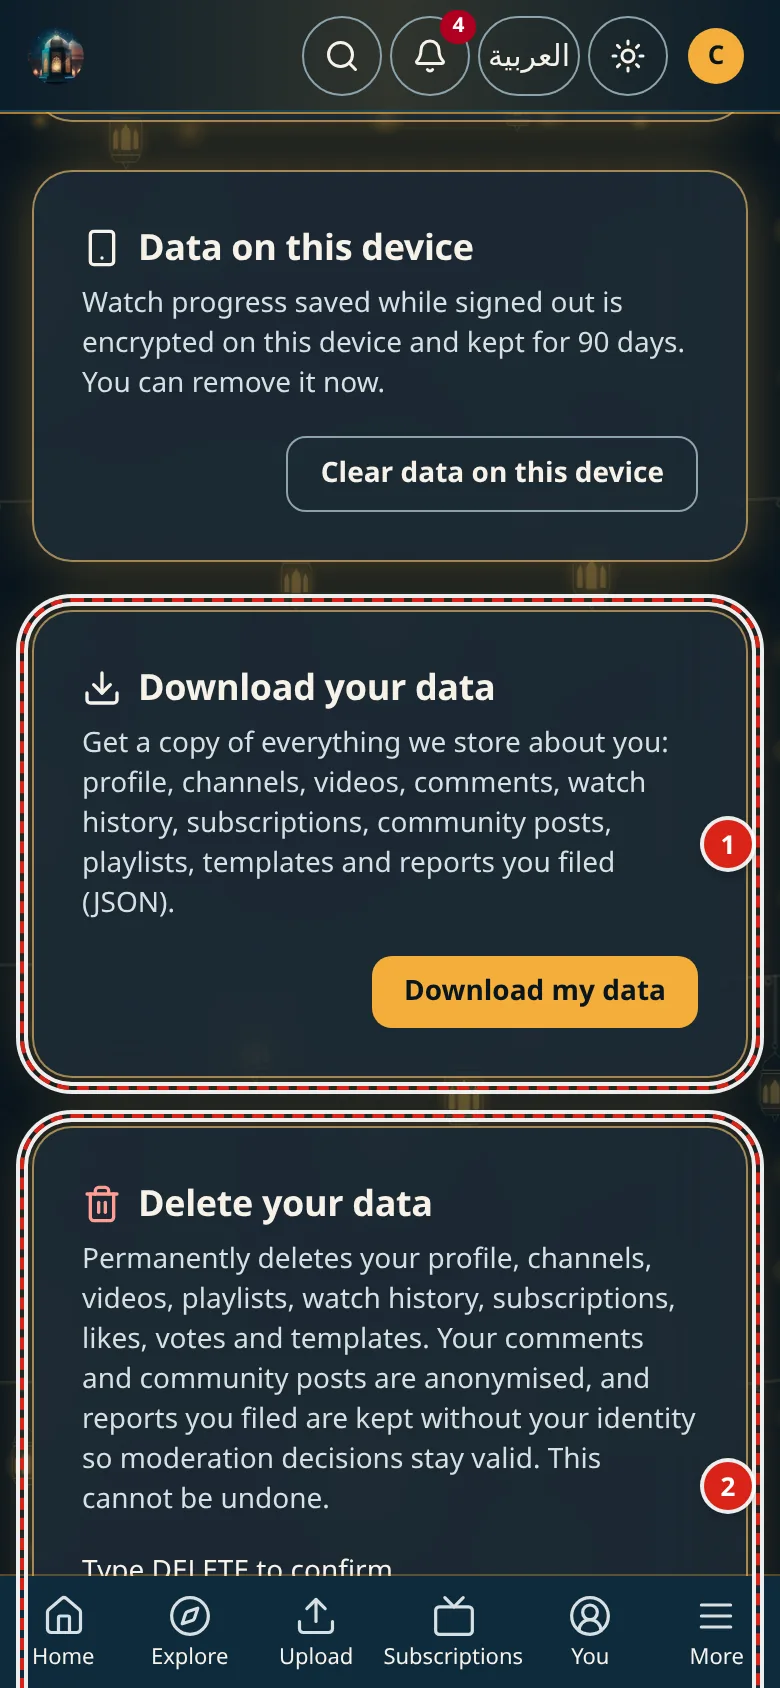 4
العربية
C
Data on this device
Watch progress saved while signed out is
encrypted on this device and kept for 90 days.
You can remove it now.
Clear data on this device
Download your data
Get a copy of everything we store about you:
profile, channels, videos, comments, watch
history, subscriptions, community posts,
playlists, templates and reports you filed
(JSON).
1
Download my data
Delete your data
Permanently deletes your profile, channels,
videos, playlists, watch history, subscriptions,
likes, votes and templates. Your comments
and community posts are anonymised, and
reports you filed are kept without your identity
so moderation decisions stay valid. This
cannot be undone.
2
Type DELETE to confirm
Home
Explore
Upload
Subscriptions
You
More